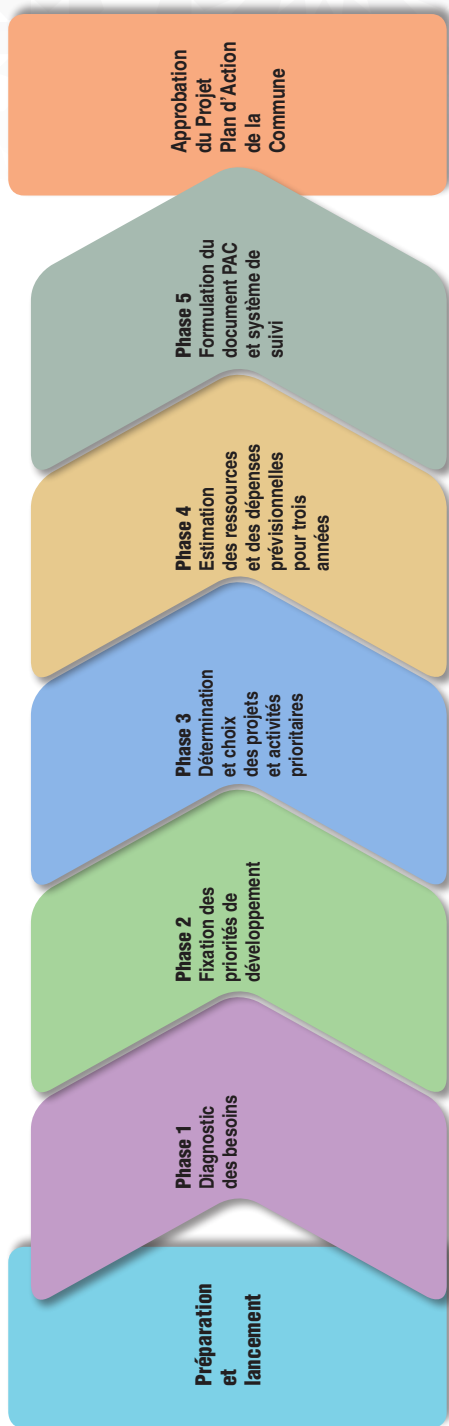 Préparation
et
lancement
Phase 1
Diagnostic
des besoins
Phase 2
Fixation des
priorités de
développement
Phase 3
Détermination
et choix
des projets
et activités
prioritaires
Phase 4
Estimation
des ressources
et des dépenses
prévisionnelles
pour trois
années
Phase 5
Formulation du
document PAC
et système de
suivi
Approbation
du Projet
Plan d'Action
de la
Commune